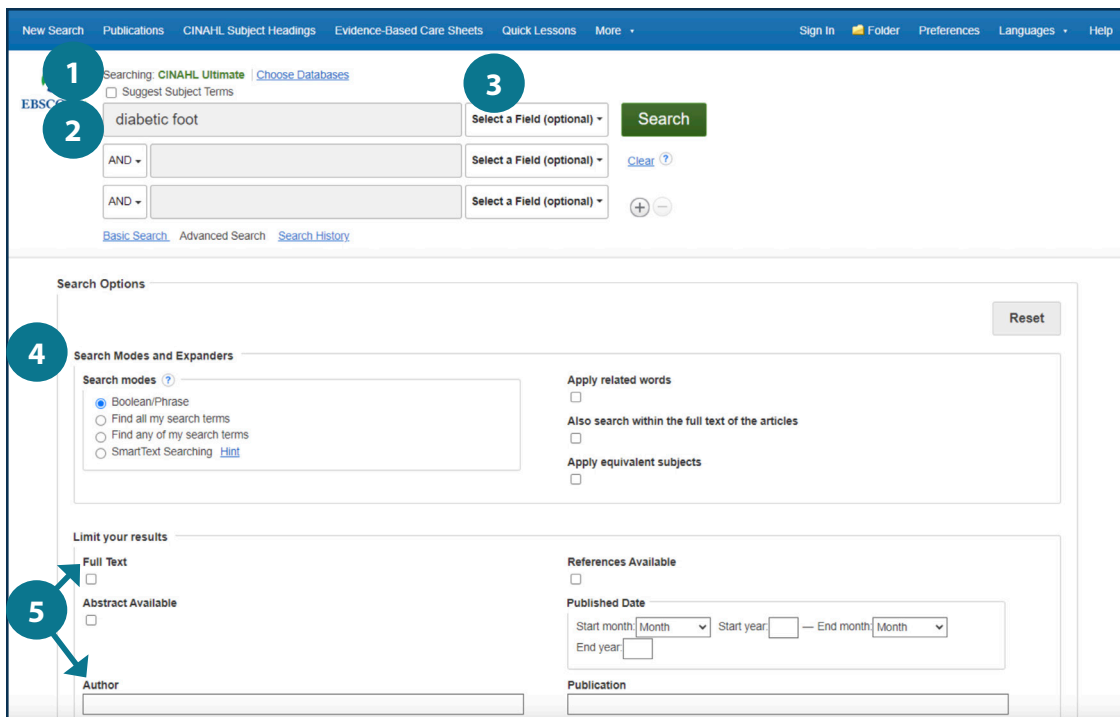 New Search Publications CINAHL Subject Headings Evidence-Based Care Sheets Quick Lessons More Sign In Folder Preferences Languages Help
1 Searching: CINAHL Ultimate Choose Databases 3
Suggest Subject Terms
2 diabetic foot Select a Field (optional) Search
AND Select a Field (optional) Clear ?
AND Select a Field (optional) + −
Basic Search Advanced Search Search History
Search Options
Reset
4 Search Modes and Expanders
Search modes ?
Boolean/Phrase
Find all my search terms
Find any of my search terms
SmartText Searching Hint
Apply related words
Also search within the full text of the articles
Apply equivalent subjects
Limit your results
5
Full Text
References Available
Abstract Available
Published Date
Start month: Month Start year: — End month: Month
End year:
Author
Publication